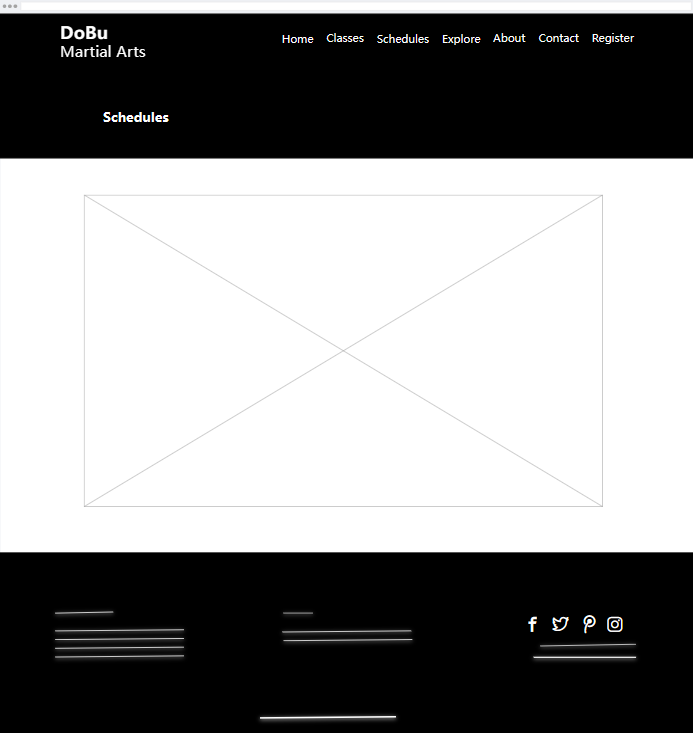 DoBu
Martial Arts
Home Classes Schedules Explore About Contact Register
Schedules